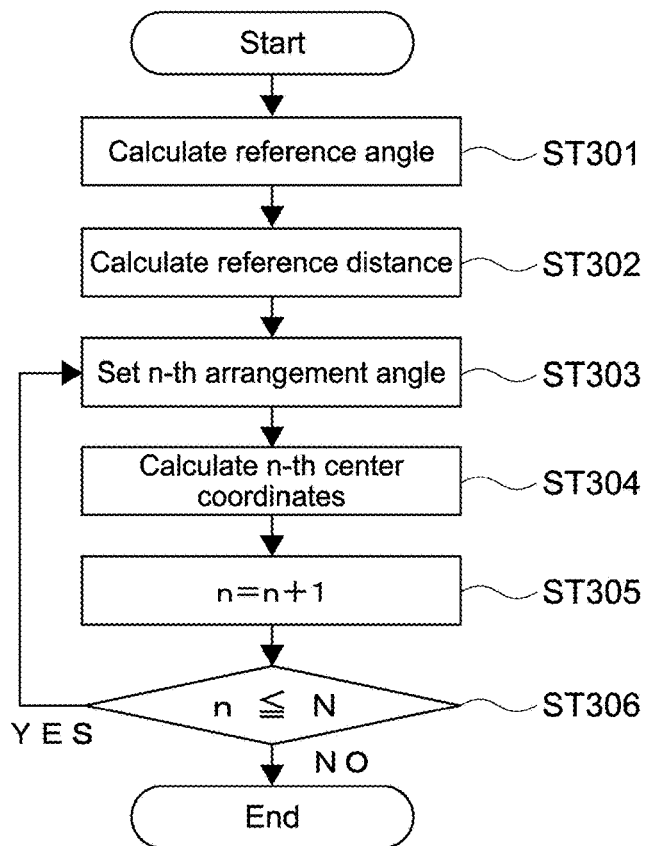 Start
Calculate reference angle
ST301
Calculate reference distance
ST302
Set n-th arrangement angle
ST303
Calculate n-th center
coordinates
ST304
n=n+1
ST305
n ≦ N
ST306
YES
NO
End